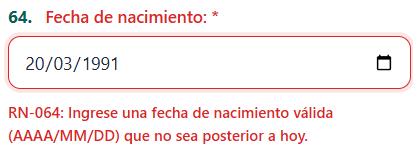 64. Fecha de nacimiento: *
20/03/1991
RN-064: Ingrese una fecha de nacimiento válida
(AAAA/MM/DD) que no sea posterior a hoy.